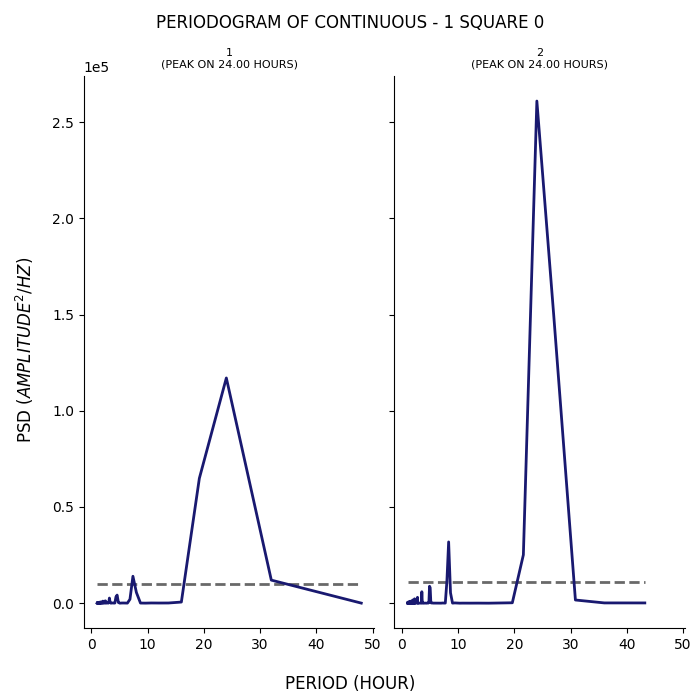 PERIODOGRAM OF CONTINUOUS - 1 SQUARE 0
1
(PEAK ON 24.00 HOURS)
2
(PEAK ON 24.00 HOURS)
1e5
2.5
2.0
1.5
1.0
0.5
0.0
PSD (AMPLITUDE²/HZ)
0 10 20 30 40 50
0 10 20 30 40 50
PERIOD (HOUR)